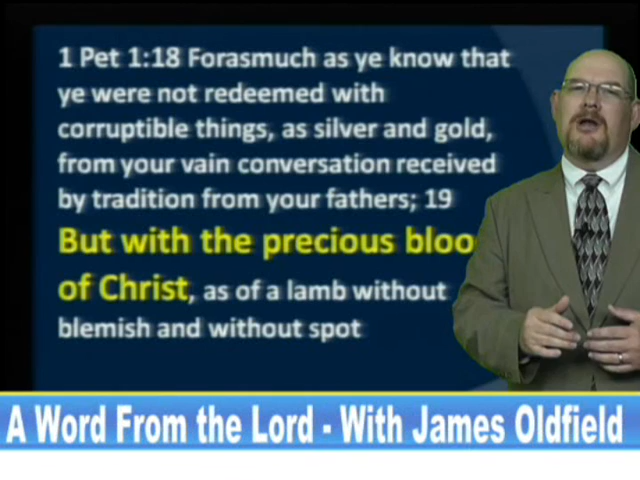 1 Pet 1:18 Forasmuch as ye know that
ye were not redeemed with
corruptible things, as silver and gold,
from your vain conversation received
by tradition from your fathers; 19
But with the precious bloo
of Christ, as of a lamb without
blemish and without spot
A Word From the Lord - With James Oldfield